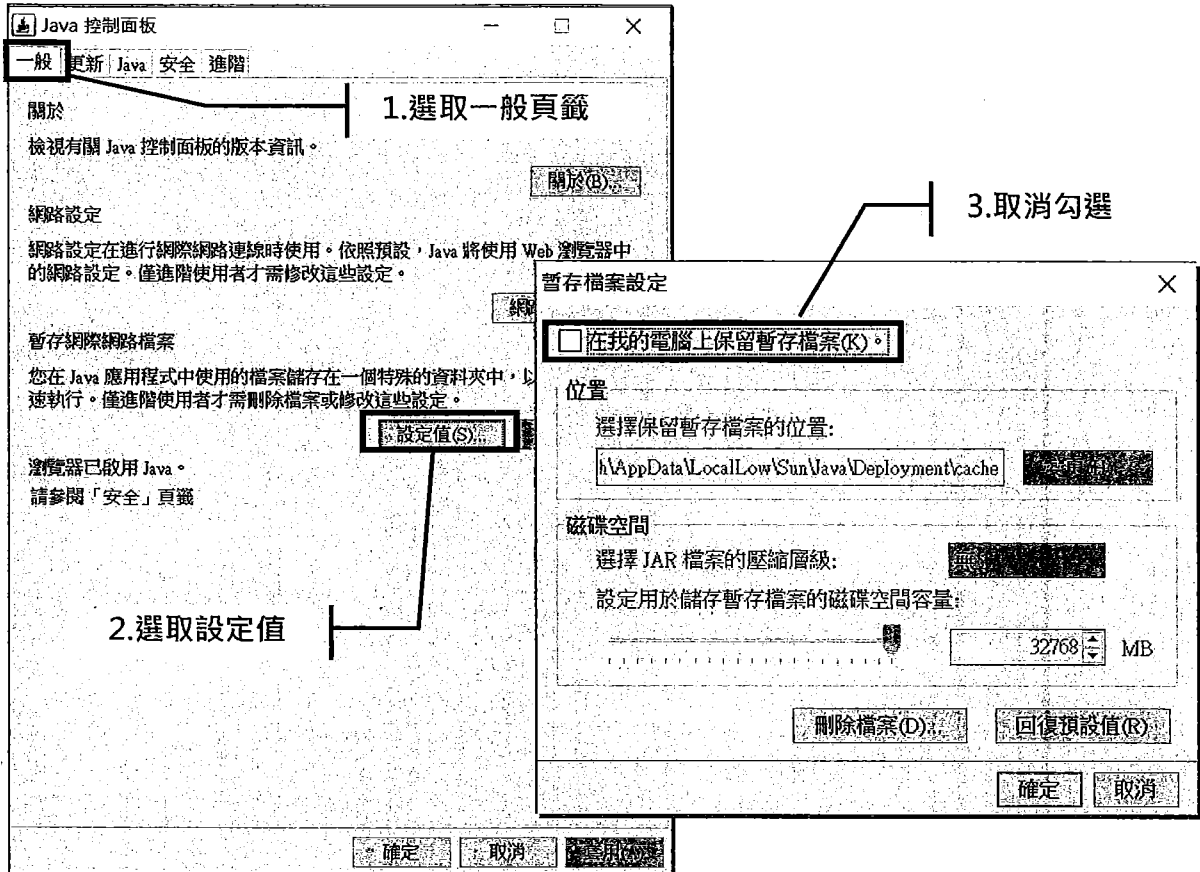 Java 控制面板
一般 更新 Java 安全 進階
1.選取一般頁籤
關於
檢視有關 Java 控制面板的版本資訊。
關於(B)...
網路設定
網路設定在進行網際網路連線時使用。依照預設，Java 將使用 Web 瀏覽器中
的網路設定。僅進階使用者才需修改這些設定。
網路
暫存網際網路檔案
您在 Java 應用程式中使用的檔案儲存在一個特殊的資料夾中，以
速執行。僅進階使用者才需刪除檔案或修改這些設定。
設定值(S)...
瀏覽器已啟用 Java。
請參閱「安全」頁籤
2.選取設定值
確定 取消
3.取消勾選
暫存檔案設定
在我的電腦上保留暫存檔案(K)。
位置
選擇保留暫存檔案的位置:
h\AppData\LocalLow\Sun\Java\Deployment\cache
磁碟空間
選擇 JAR 檔案的壓縮層級:
設定用於儲存暫存檔案的磁碟空間容量:
32768 MB
刪除檔案(D)... 回復預設值(R)
確定 取消